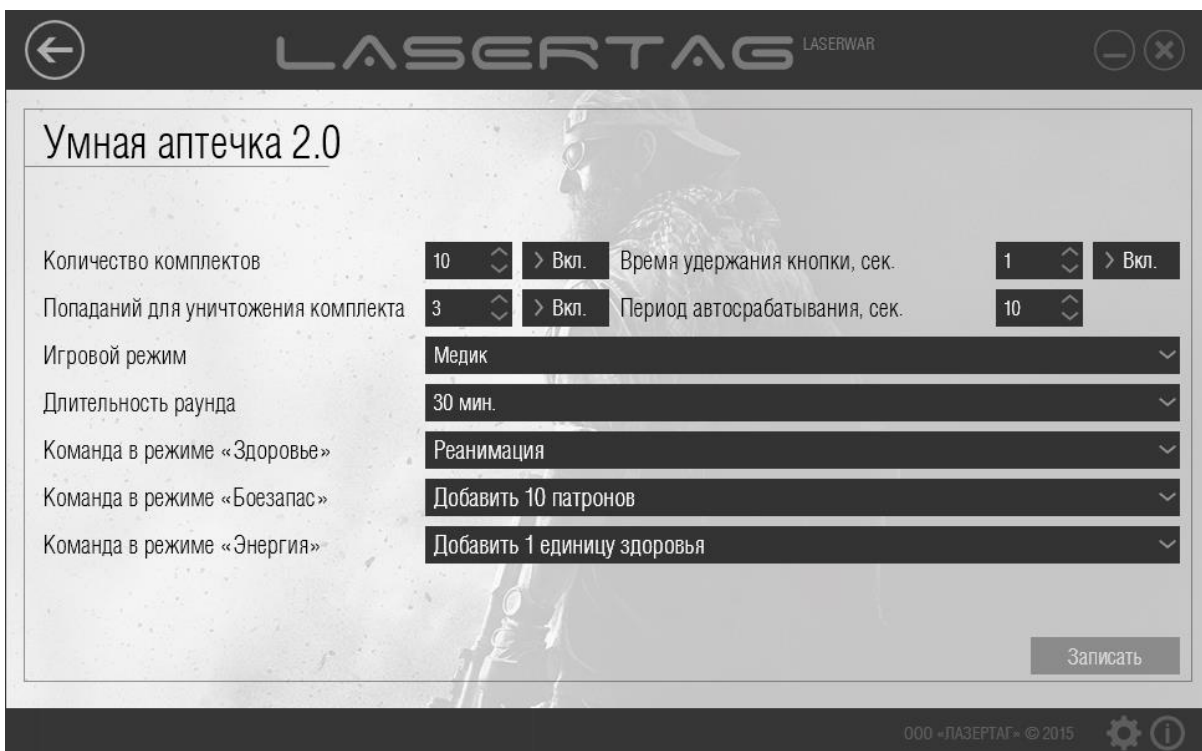 LASERTAG LASERWAR
Умная аптечка 2.0
Количество комплектов 10 > Вкл. Время удержания кнопки, сек. 1 > Вкл.
Попаданий для уничтожения комплекта 3 > Вкл. Период автосрабатывания, сек. 10
Игровой режим Медик
Длительность раунда 30 мин.
Команда в режиме «Здоровье» Реанимация
Команда в режиме «Боезапас» Добавить 10 патронов
Команда в режиме «Энергия» Добавить 1 единицу здоровья
Записать
ООО «ЛАЗЕРТАГ» © 2015